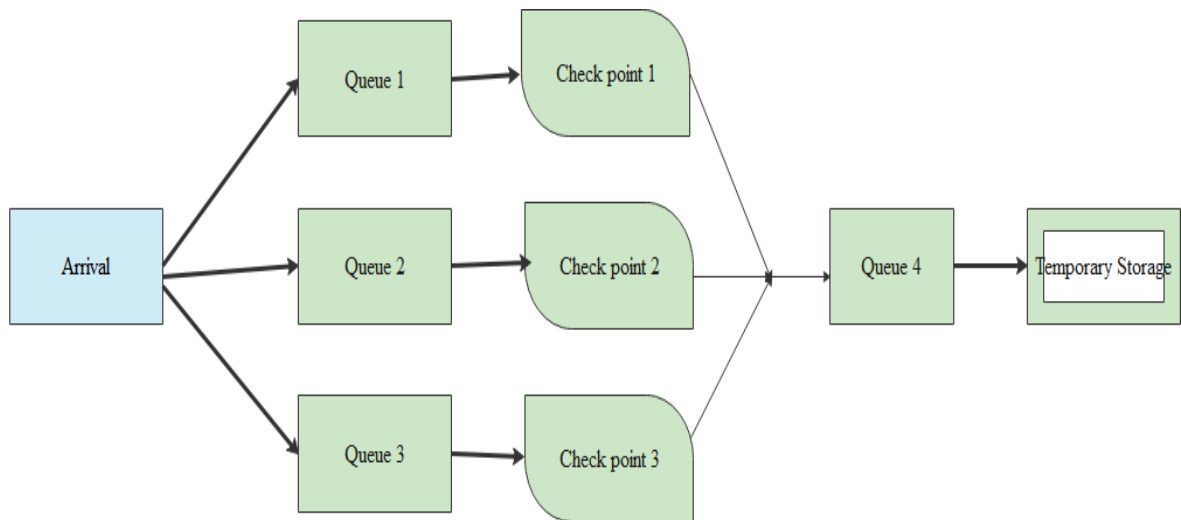 Arrival
Queue 1
Check point 1
Queue 2
Check point 2
Queue 3
Check point 3
Queue 4
Temporary Storage